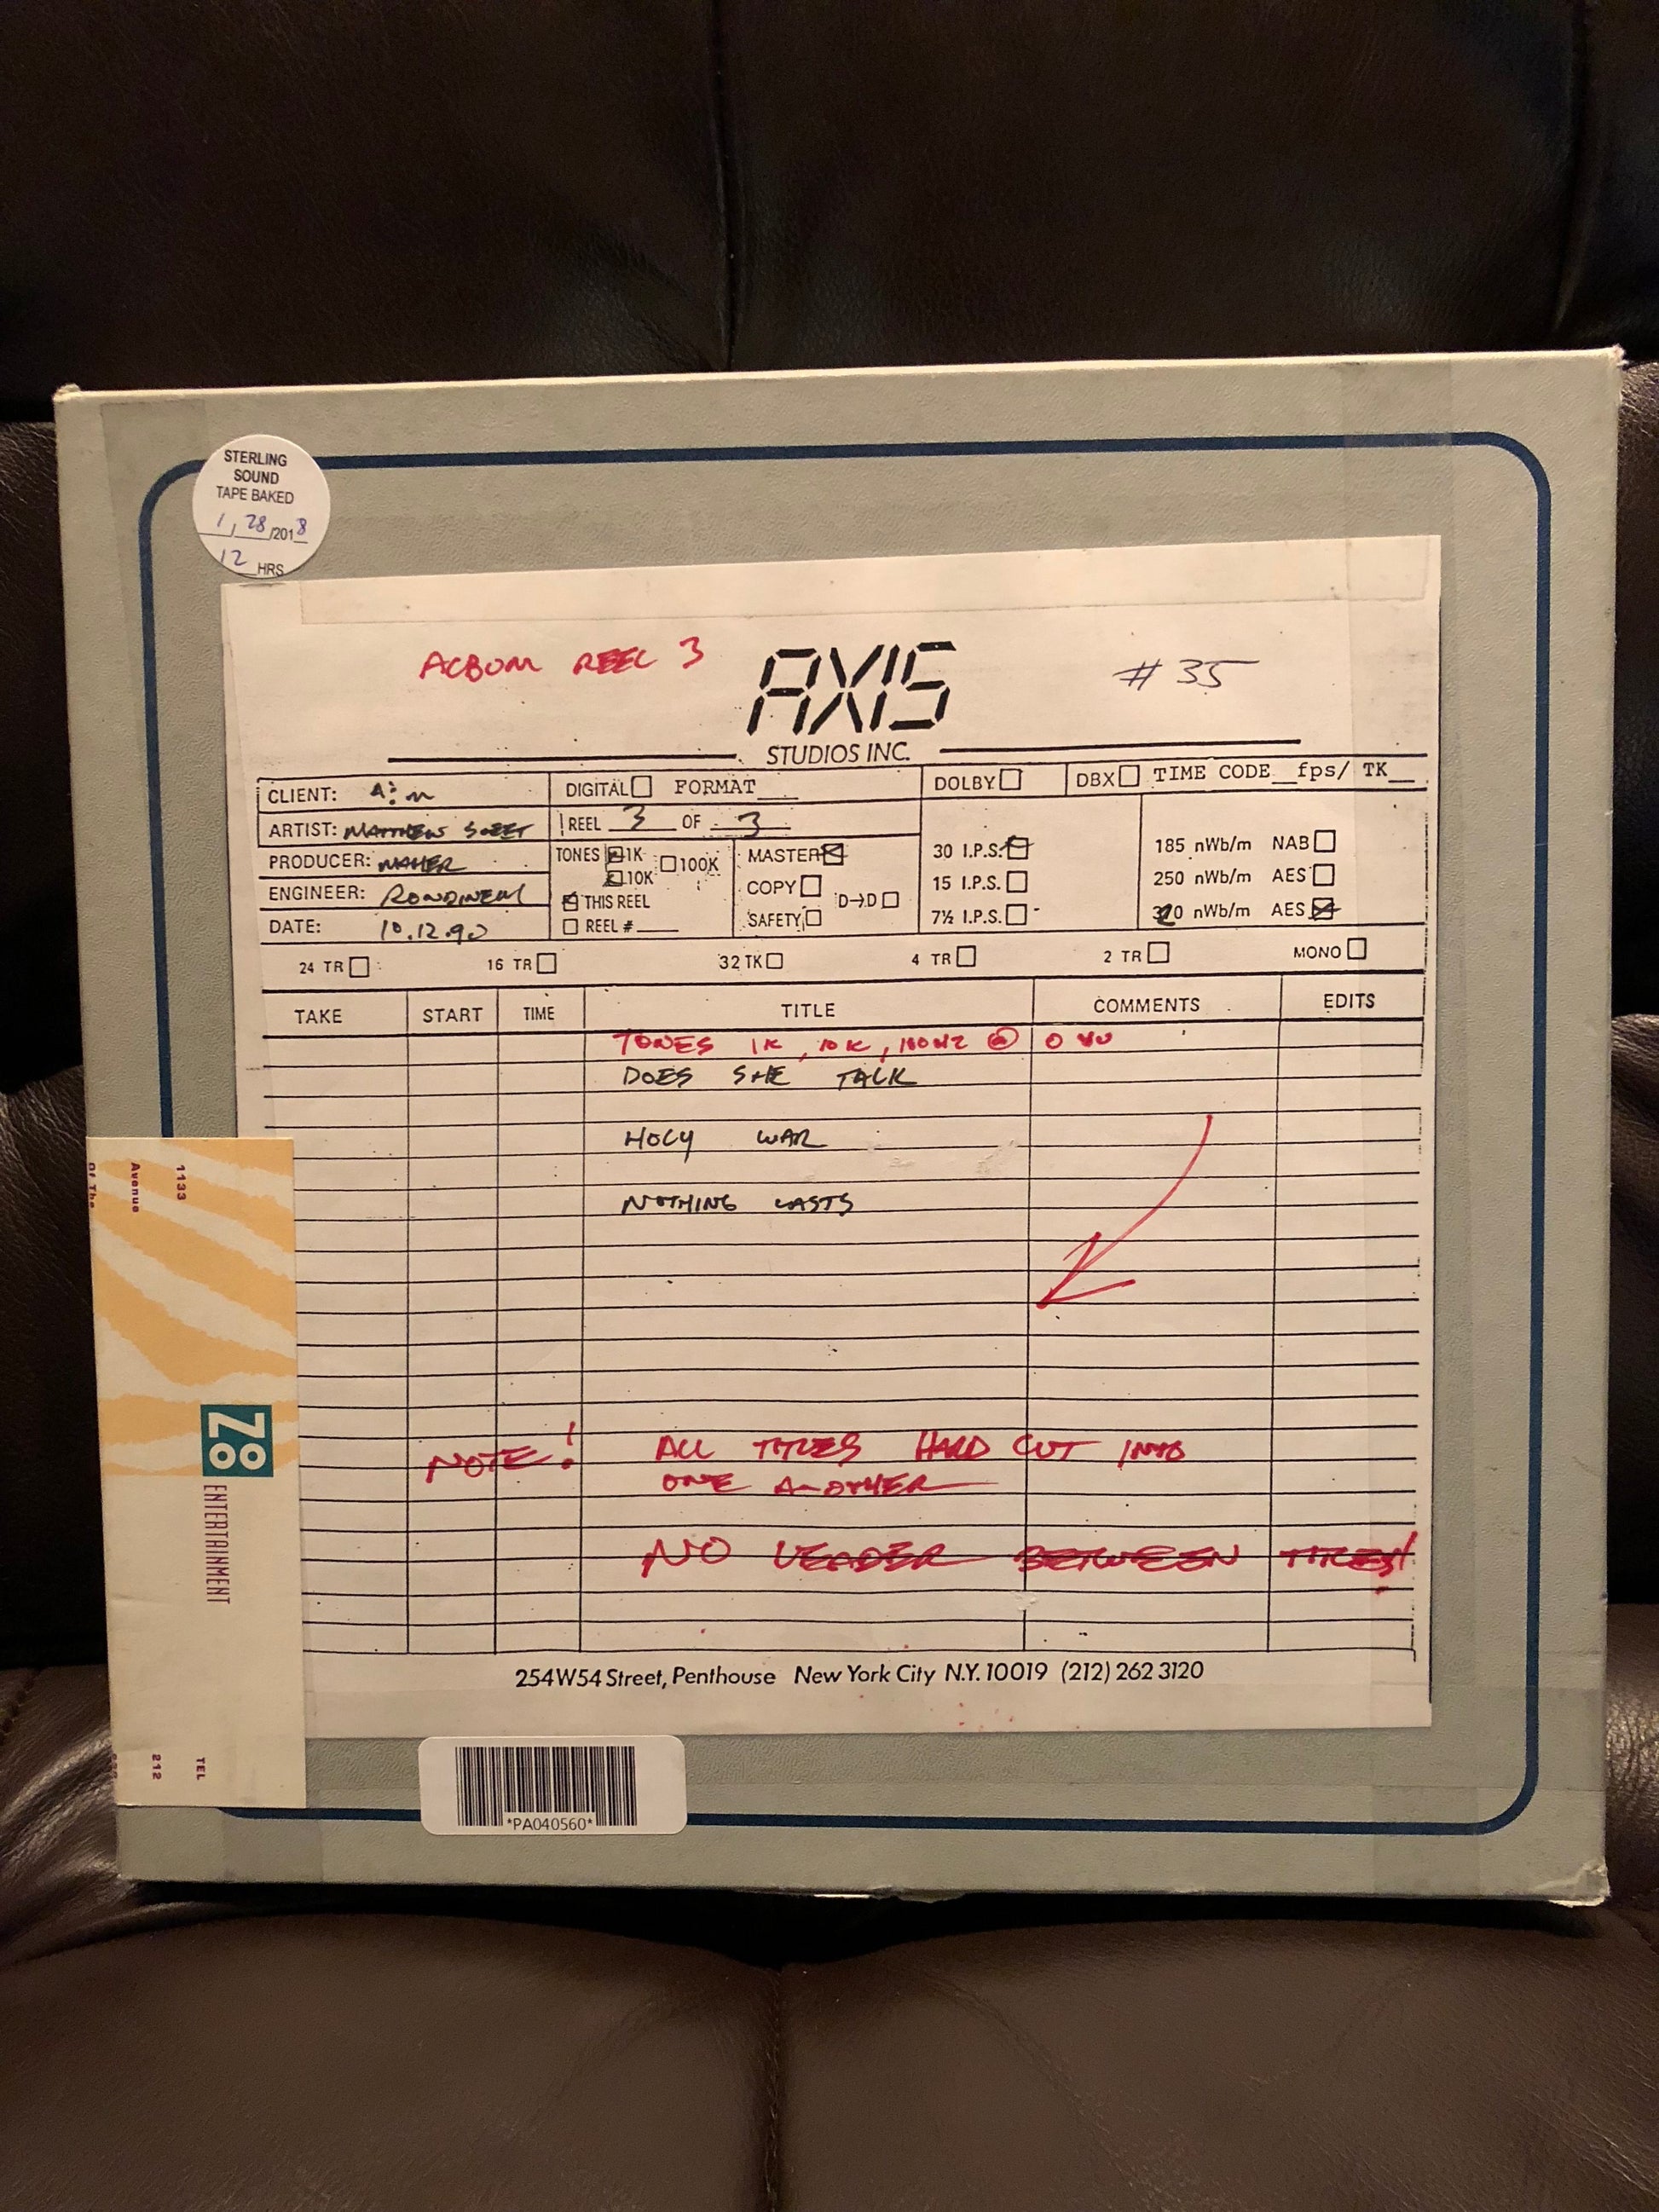 STERLING
SOUND
TAPE BAKED
1/28/2018
12 HRS
ALBUM REEL 3
AXIS
# 35
STUDIOS INC.
CLIENT: A&M
DIGITAL FORMAT
DOLBY
DBX
TIME CODE fps/ TK
ARTIST: MATTHEW SWEET
REEL 3 OF 3
PRODUCER: MAHER
TONES 1K 100K
10K
MASTER
30 I.P.S.
185 nWb/m NAB
ENGINEER: RONDINELLI
THIS REEL
COPY
D→D
15 I.P.S.
250 nWb/m AES
DATE: 10.12.90
REEL #
SAFETY
7½ I.P.S.
320 nWb/m AES
24 TR 16 TR 32 TK 4 TR 2 TR MONO
TAKE START TIME TITLE COMMENTS EDITS
TONES 1K, 10K, 100HZ @ 0 VU
DOES SHE TALK
HOLY WAR
NOTHING LASTS
NOTE! ALL TITLES HARD CUT INTO
ONE ANOTHER
NO LEADER BETWEEN TITLES!
254 W 54 Street, Penthouse New York City N.Y. 10019 (212) 262 3120
1133
Avenue
Of The
Zoo
ENTERTAINMENT
TEL
212
*PA040560*